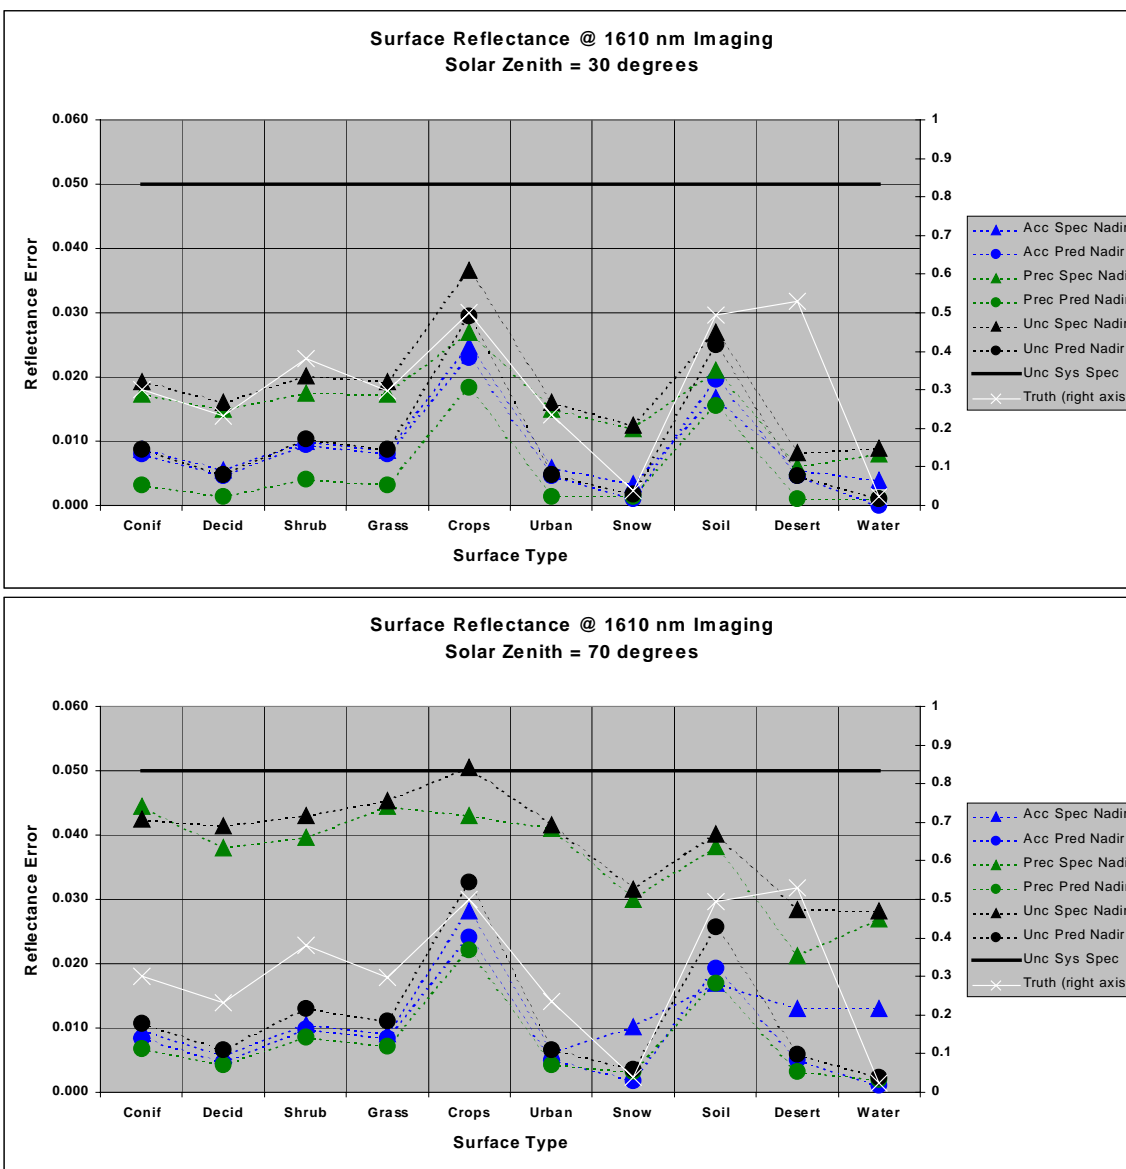 Surface Reflectance @ 1610 nm Imaging
Solar Zenith = 30 degrees
0.060
0.050
0.040
0.030
0.020
0.010
0.000
Reflectance Error
1
0.9
0.8
0.7
0.6
0.5
0.4
0.3
0.2
0.1
0
Conif Decid Shrub Grass Crops Urban Snow Soil Desert Water
Surface Type
Acc Spec Nadir
Acc Pred Nadir
Prec Spec Nadir
Prec Pred Nadir
Unc Spec Nadir
Unc Pred Nadir
Unc Sys Spec
Truth (right axis
Surface Reflectance @ 1610 nm Imaging
Solar Zenith = 70 degrees
0.060
0.050
0.040
0.030
0.020
0.010
0.000
Reflectance Error
1
0.9
0.8
0.7
0.6
0.5
0.4
0.3
0.2
0.1
0
Conif Decid Shrub Grass Crops Urban Snow Soil Desert Water
Surface Type
Acc Spec Nadir
Acc Pred Nadir
Prec Spec Nadir
Prec Pred Nadir
Unc Spec Nadir
Unc Pred Nadir
Unc Sys Spec
Truth (right axis